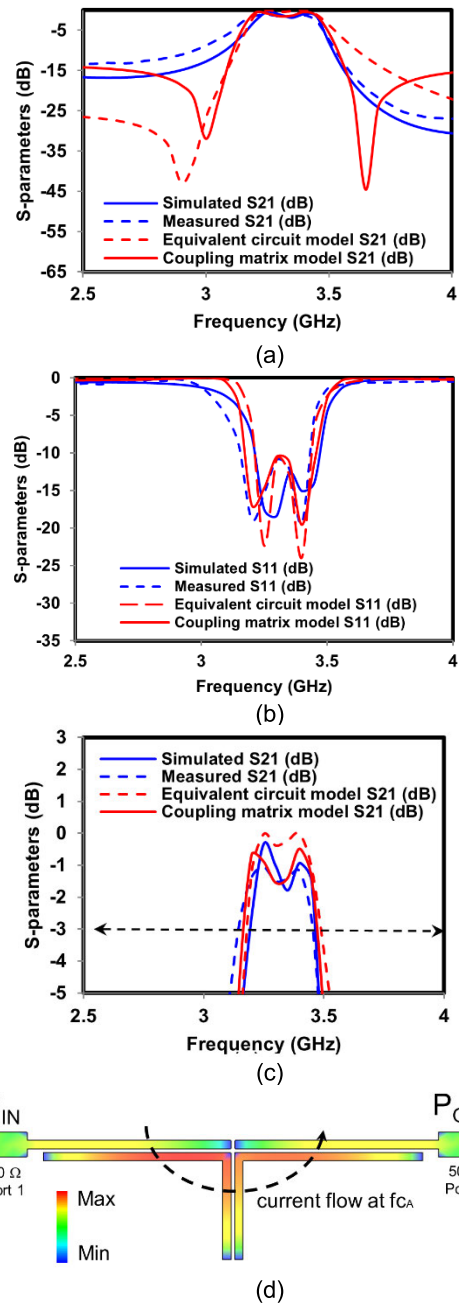 -5
-15
-25
-35
-45
-55
-65
S-parameters (dB)
Simulated S21 (dB)
Measured S21 (dB)
Equivalent circuit model S21 (dB)
Coupling matrix model S21 (dB)
2.5 3 3.5 4
Frequency (GHz)
(a)
0
-5
-10
-15
-20
-25
-30
-35
S-parameters (dB)
Simulated S11 (dB)
Measured S11 (dB)
Equivalent circuit model S11 (dB)
Coupling matrix model S11 (dB)
2.5 3 3.5 4
Frequency (GHz)
(b)
3
2
1
0
-1
-2
-3
-4
-5
S-parameters (dB)
Simulated S21 (dB)
Measured S21 (dB)
Equivalent circuit model S21 (dB)
Coupling matrix model S21 (dB)
2.5 3 3.5 4
Frequency (GHz)
(c)
IN
0 Ω
ort 1
Max
Min
current flow at fCA
50
Po
(d)